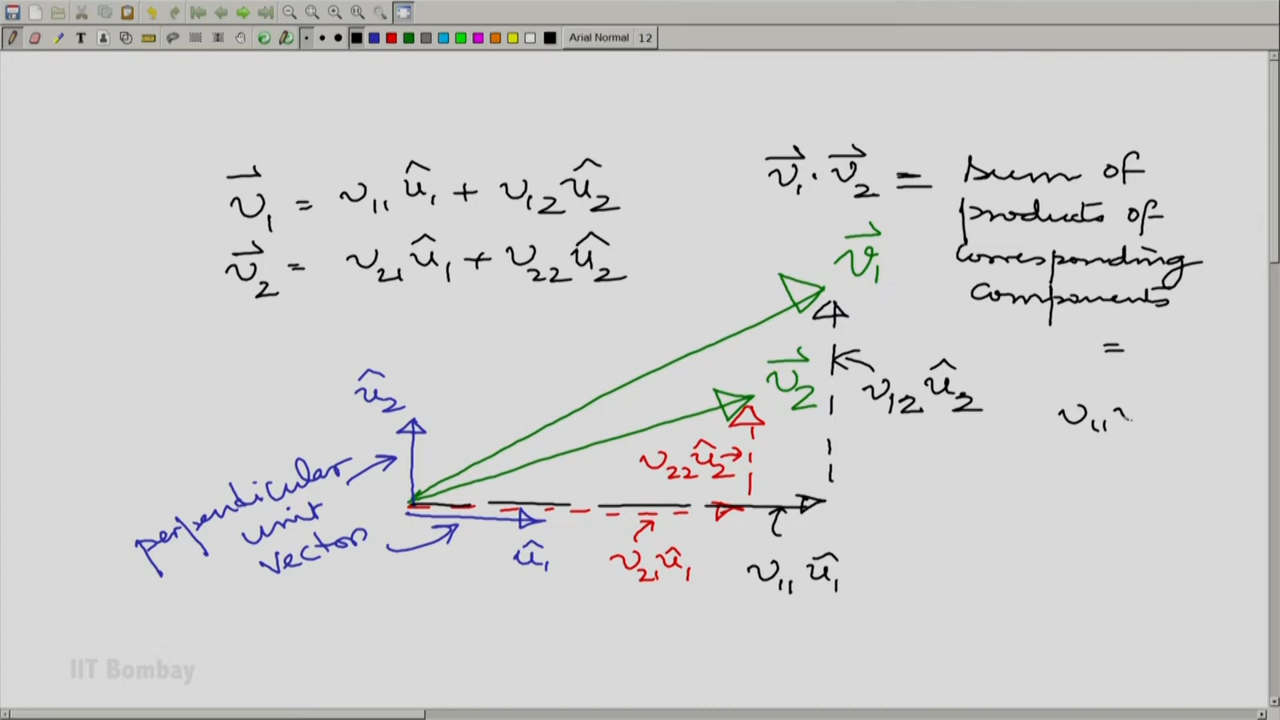 Arial Normal 12
v⃗₁ = v₁₁ û₁ + v₁₂ û₂
v⃗₂ = v₂₁ û₁ + v₂₂ û₂
v⃗₁ · v⃗₂ = sum of
products of
corresponding
components
=
v₁₁
v⃗₁
v⃗₂
v₁₂ û₂
û₂
v₂₂ û₂
perpendicular
unit
vector
û₁
v₂₁ û₁
v₁₁ û₁
IIT Bombay